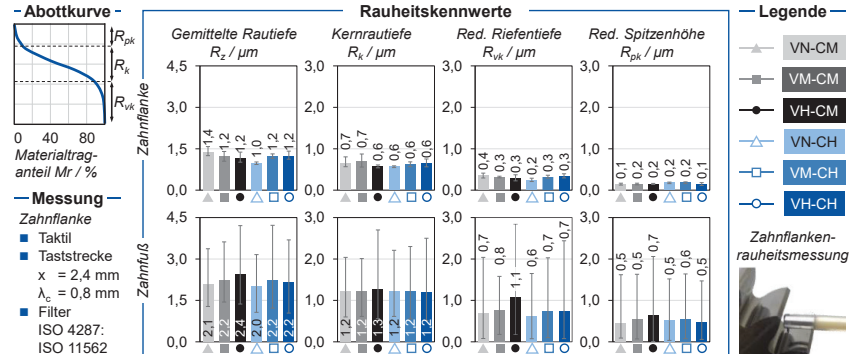 Abottkurve
R_pk
R_k
R_vk
0 40 80
Materialtrag-
anteil Mr / %
Messung
Zahnflanke
Taktil
Taststrecke
x = 2,4 mm
λ_c = 0,8 mm
Filter
ISO 4287:
ISO 11562
Rauheitskennwerte
Gemittelte Rautiefe
R_z / µm
Kernrautiefe
R_k / µm
Red. Riefentiefe
R_vk / µm
Red. Spitzenhöhe
R_pk / µm
Zahnflanke
4,5
3,0
1,5
0,0
1,4 1,2 1,2 1,0 1,2 1,2
3,0
2,0
1,0
0,0
0,7 0,7 0,6 0,6 0,6 0,6
3,0
2,0
1,0
0,0
0,4 0,3 0,3 0,2 0,3 0,3
3,0
2,0
1,0
0,0
0,1 0,2 0,2 0,2 0,2 0,1
Zahnfuß
4,5
3,0
1,5
0,0
2,1 2,2 2,4 2,0 2,2 2,2
3,0
2,0
1,0
0,0
1,2 1,2 1,3 1,2 1,2 1,2
3,0
2,0
1,0
0,0
0,7 0,8 1,1 0,6 0,7 0,7
3,0
2,0
1,0
0,0
0,5 0,5 0,7 0,5 0,6 0,5
Legende
VN-CM
VM-CM
VH-CM
VN-CH
VM-CH
VH-CH
Zahnflanken-
rauheitsmessung